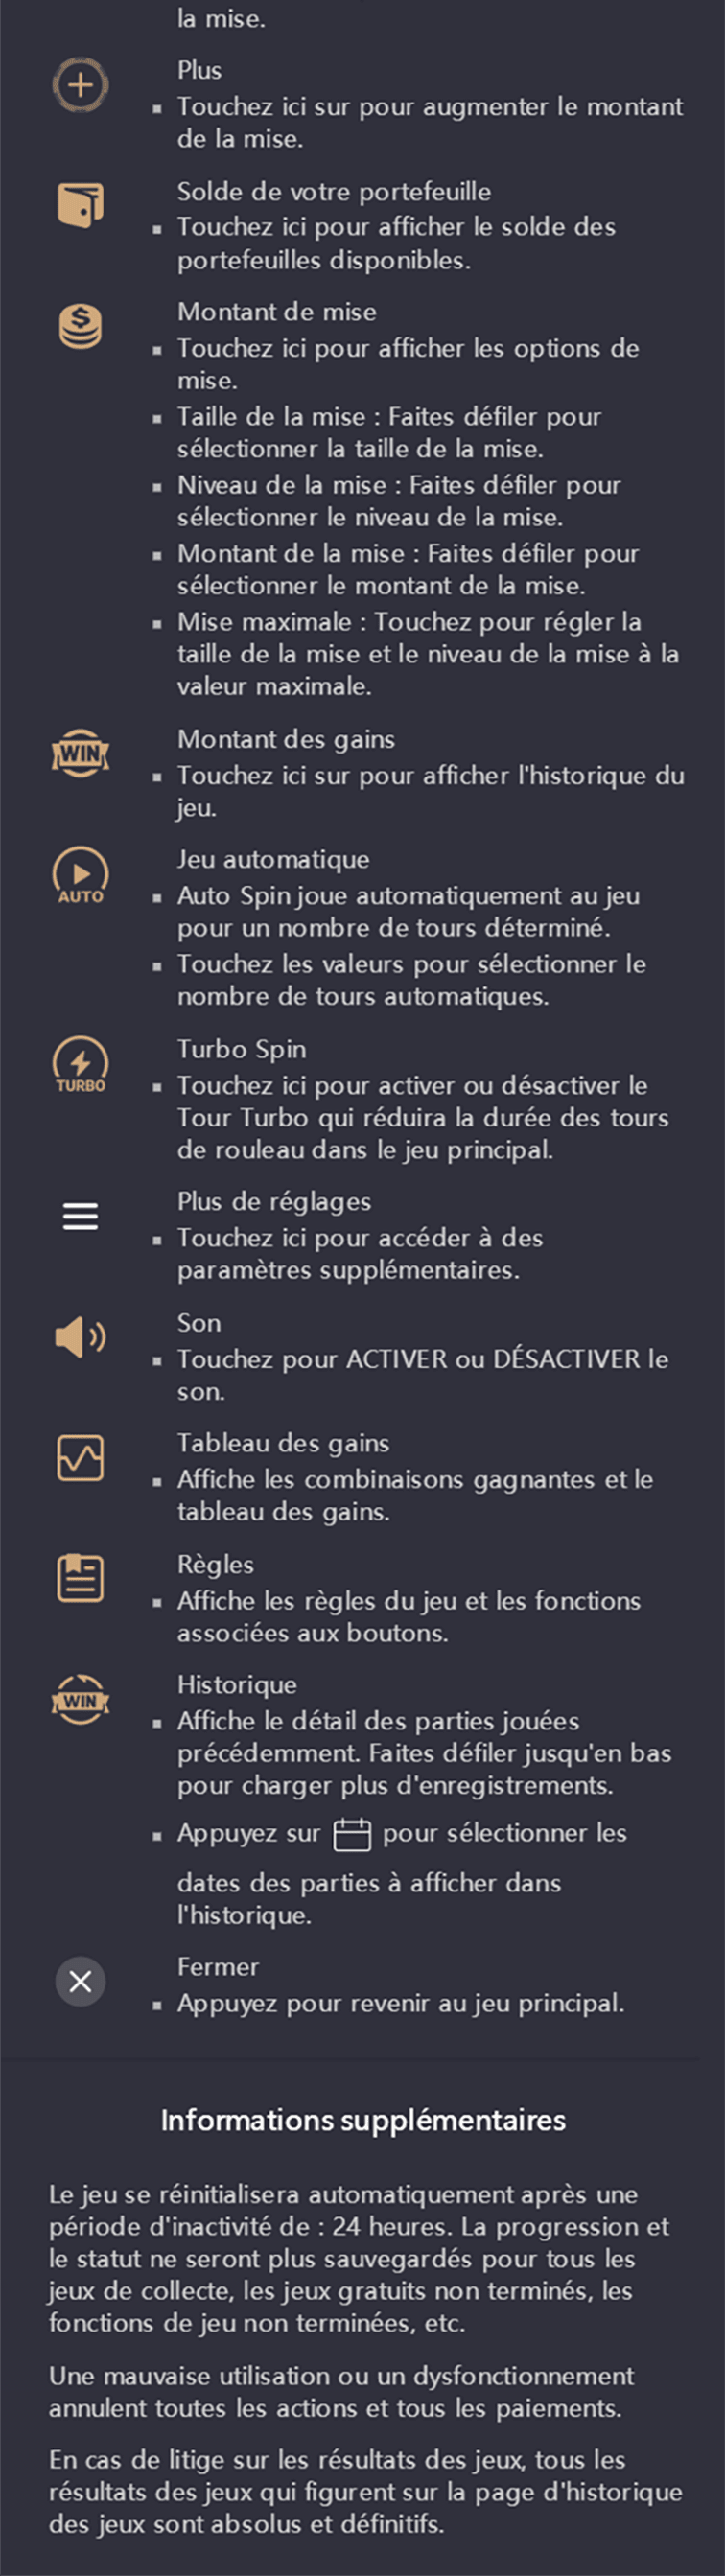 la mise.
Plus
Touchez ici sur pour augmenter le montant
de la mise.
Solde de votre portefeuille
Touchez ici pour afficher le solde des
portefeuilles disponibles.
Montant de mise
Touchez ici pour afficher les options de
mise.
Taille de la mise : Faites défiler pour
sélectionner la taille de la mise.
Niveau de la mise : Faites défiler pour
sélectionner le niveau de la mise.
Montant de la mise : Faites défiler pour
sélectionner le montant de la mise.
Mise maximale : Touchez pour régler la
taille de la mise et le niveau de la mise à la
valeur maximale.
WIN
Montant des gains
Touchez ici sur pour afficher l'historique du
jeu.
AUTO
Jeu automatique
Auto Spin joue automatiquement au jeu
pour un nombre de tours déterminé.
Touchez les valeurs pour sélectionner le
nombre de tours automatiques.
TURBO
Turbo Spin
Touchez ici pour activer ou désactiver le
Tour Turbo qui réduira la durée des tours
de rouleau dans le jeu principal.
Plus de réglages
Touchez ici pour accéder à des
paramètres supplémentaires.
Son
Touchez pour ACTIVER ou DÉSACTIVER le
son.
Tableau des gains
Affiche les combinaisons gagnantes et le
tableau des gains.
Règles
Affiche les règles du jeu et les fonctions
associées aux boutons.
WIN
Historique
Affiche le détail des parties jouées
précédemment. Faites défiler jusqu'en bas
pour charger plus d'enregistrements.
Appuyez sur pour sélectionner les
dates des parties à afficher dans
l'historique.
Fermer
Appuyez pour revenir au jeu principal.
Informations supplémentaires
Le jeu se réinitialisera automatiquement après une
période d'inactivité de : 24 heures. La progression et
le statut ne seront plus sauvegardés pour tous les
jeux de collecte, les jeux gratuits non terminés, les
fonctions de jeu non terminées, etc.
Une mauvaise utilisation ou un dysfonctionnement
annulent toutes les actions et tous les paiements.
En cas de litige sur les résultats des jeux, tous les
résultats des jeux qui figurent sur la page d'historique
des jeux sont absolus et définitifs.